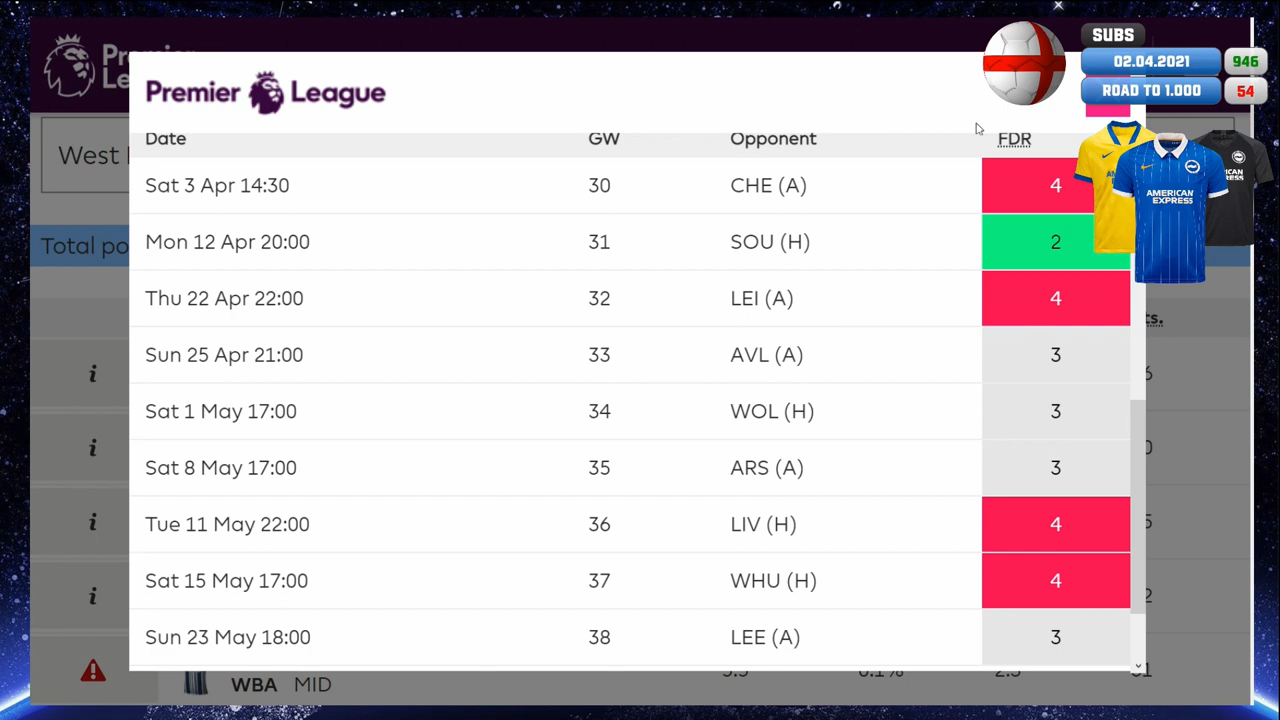 SUBS
02.04.2021 946
ROAD TO 1.000 54
Premier League
West
Total po
Date GW Opponent FDR
Sat 3 Apr 14:30 30 CHE (A) 4
Mon 12 Apr 20:00 31 SOU (H) 2
Thu 22 Apr 22:00 32 LEI (A) 4
Sun 25 Apr 21:00 33 AVL (A) 3
Sat 1 May 17:00 34 WOL (H) 3
Sat 8 May 17:00 35 ARS (A) 3
Tue 11 May 22:00 36 LIV (H) 4
Sat 15 May 17:00 37 WHU (H) 4
Sun 23 May 18:00 38 LEE (A) 3
WBA MID
AMERICAN
EXPRESS